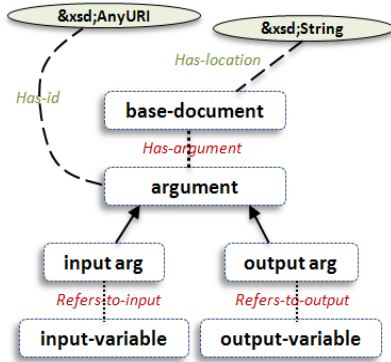 &xsd;AnyURI
&xsd;String
Has-location
Has-id
base-document
Has-argument
argument
input arg
output arg
Refers-to-input
Refers-to-output
input-variable
output-variable